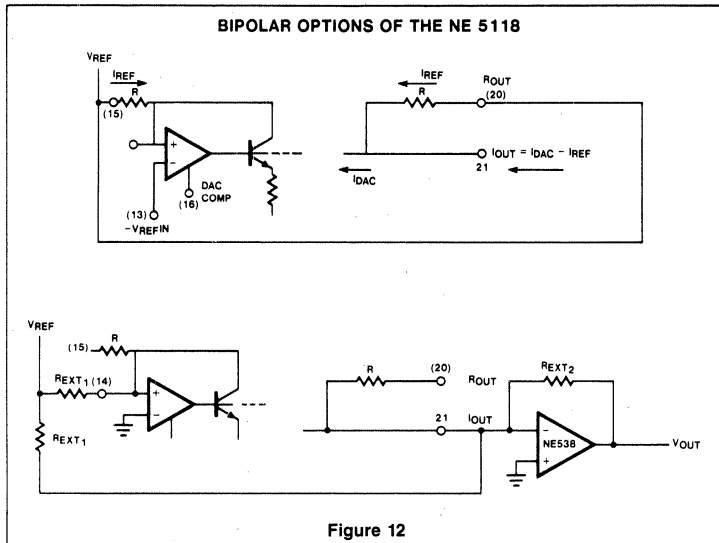 BIPOLAR OPTIONS OF THE NE 5118
VREF
IREF
R
(15)
+
−
DAC
COMP
(16)
(13)
−VREFIN
IREF
R
ROUT
(20)
IOUT = IDAC − IREF
21
IDAC
VREF
(15)
R
REXT1
(14)
+
−
REXT1
R
(20)
ROUT
21
IOUT
REXT2
−
NE538
+
VOUT
Figure 12